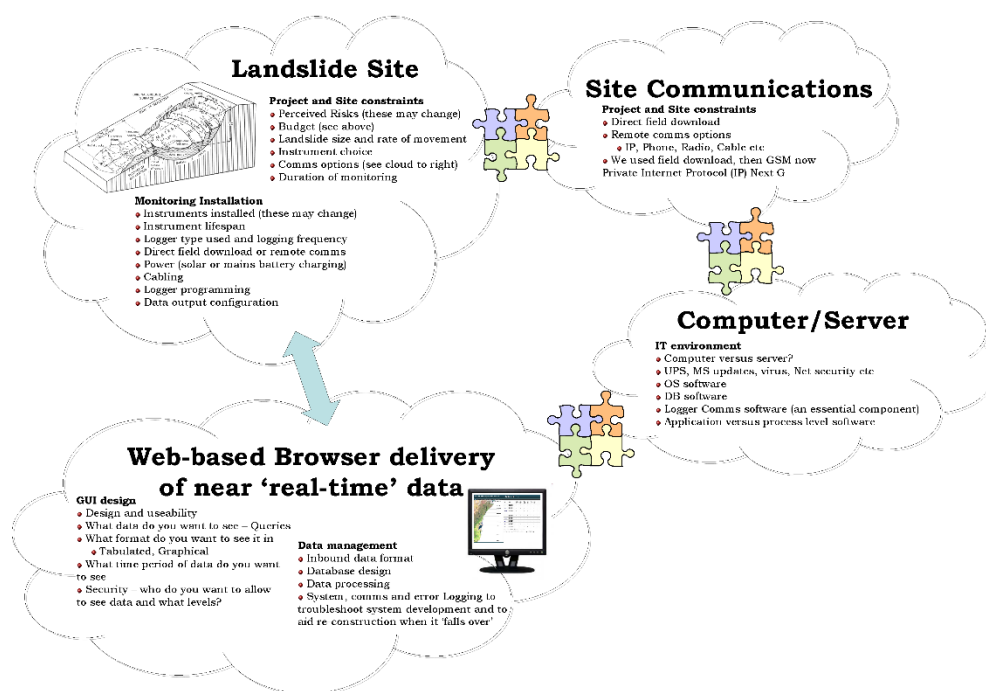 Landslide Site
Project and Site constraints
Perceived Risks (these may change)
Budget (see above)
Landslide size and rate of movement
Instrument choice
Comms options (see cloud to right)
Duration of monitoring
Monitoring Installation
Instruments installed (these may change)
Instrument lifespan
Logger type used and logging frequency
Direct field download or remote comms
Power (solar or mains battery charging)
Cabling
Logger programming
Data output configuration
Site Communications
Project and Site constraints
Direct field download
Remote comms options
IP, Phone, Radio, Cable etc
We used field download, then GSM now
Private Internet Protocol (IP) Next G
Computer/Server
IT environment
Computer versus server?
UPS, MS updates, virus, Net security etc
OS software
DB software
Logger Comms software (an essential component)
Application versus process level software
Web-based Browser delivery
of near ‘real-time’ data
GUI design
Design and useability
What data do you want to see – Queries
What format do you want to see it in
Tabulated, Graphical
What time period of data do you want
to see
Security – who do you want to allow
to see data and what levels?
Data management
Inbound data format
Database design
Data processing
System, comms and error Logging to
troubleshoot system development and to
aid re construction when it ‘falls over’